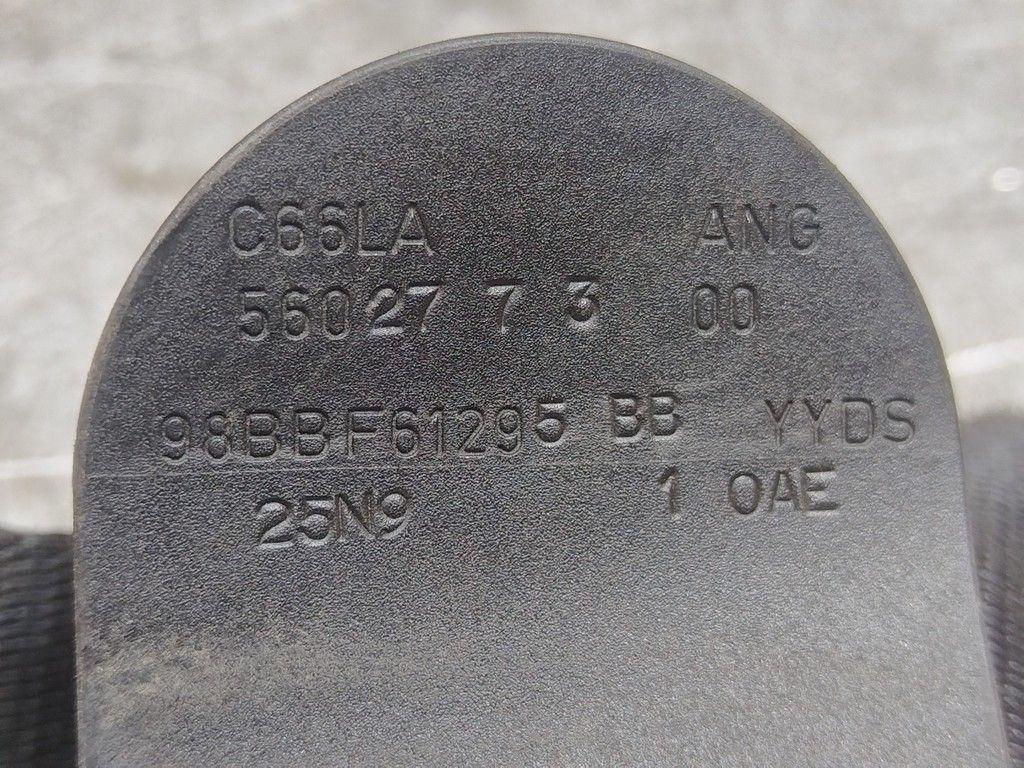 C66LA ANG
56027 7 3 00
98BBF61295 BB YYDS
25N9 1 0AE